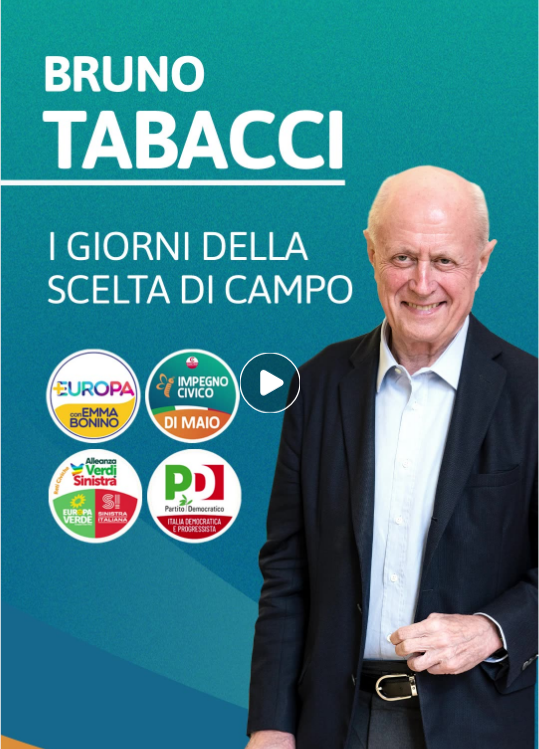 BRUNO
TABACCI
I GIORNI DELLA
SCELTA DI CAMPO
+EUROPA
con EMMA
BONINO
IMPEGNO
CIVICO
DI MAIO
Alleanza
Verdi
Sinistra
EUROPA
VERDE
SI
SINISTRA
ITALIANA
PD
Partito Democratico
ITALIA DEMOCRATICA
E PROGRESSISTA